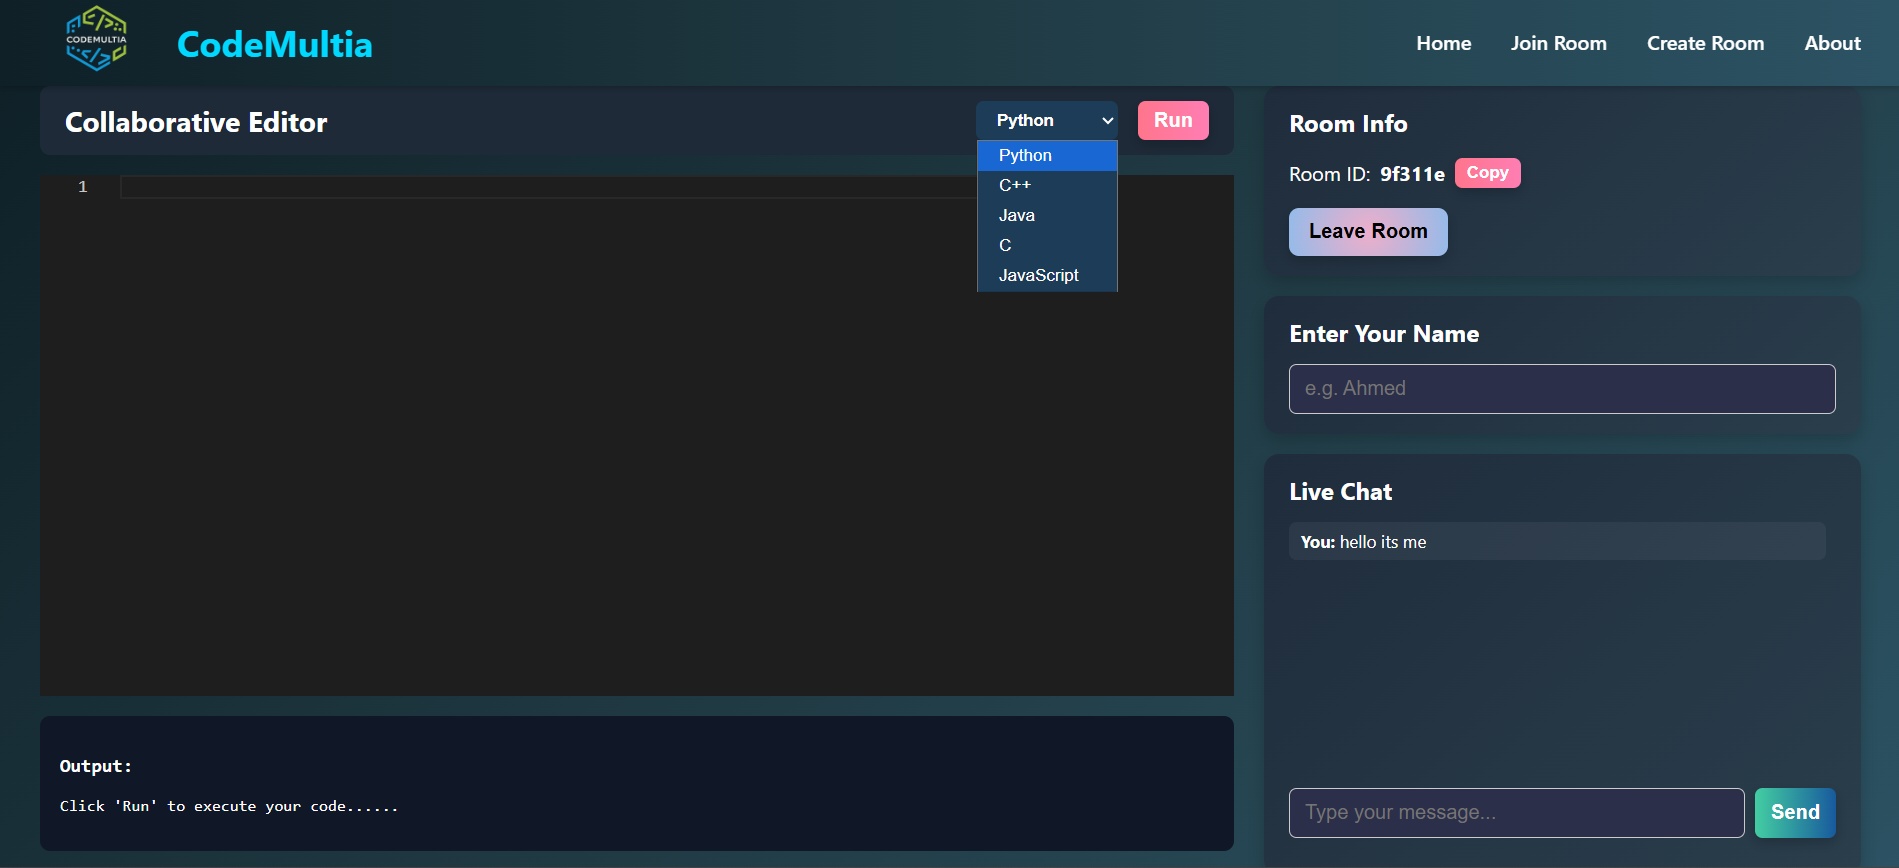 CODEMULTIA
CodeMultia
Home Join Room Create Room About
Collaborative Editor
Python
Run
Python
C++
Java
C
JavaScript
1
Output:
Click 'Run' to execute your code......
Room Info
Room ID: 9f311e Copy
Leave Room
Enter Your Name
e.g. Ahmed
Live Chat
You: hello its me
Type your message...
Send